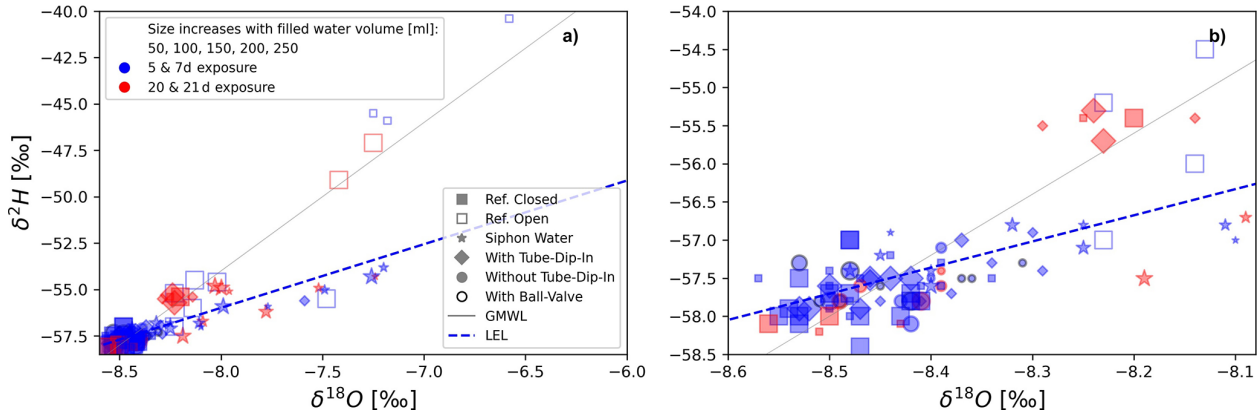 −40.0
−42.5
−45.0
−47.5
−50.0
−52.5
−55.0
−57.5
δ²H [‰]
Size increases with filled water volume [ml]:
50, 100, 150, 200, 250
5 & 7d exposure
20 & 21d exposure
a)
Ref. Closed
Ref. Open
Siphon Water
With Tube-Dip-In
Without Tube-Dip-In
With Ball-Valve
GMWL
LEL
−8.5
−8.0
−7.5
−7.0
−6.5
−6.0
δ¹⁸O [‰]
−54.0
−54.5
−55.0
−55.5
−56.0
−56.5
−57.0
−57.5
−58.0
−58.5
b)
−8.6
−8.5
−8.4
−8.3
−8.2
−8.1
δ¹⁸O [‰]